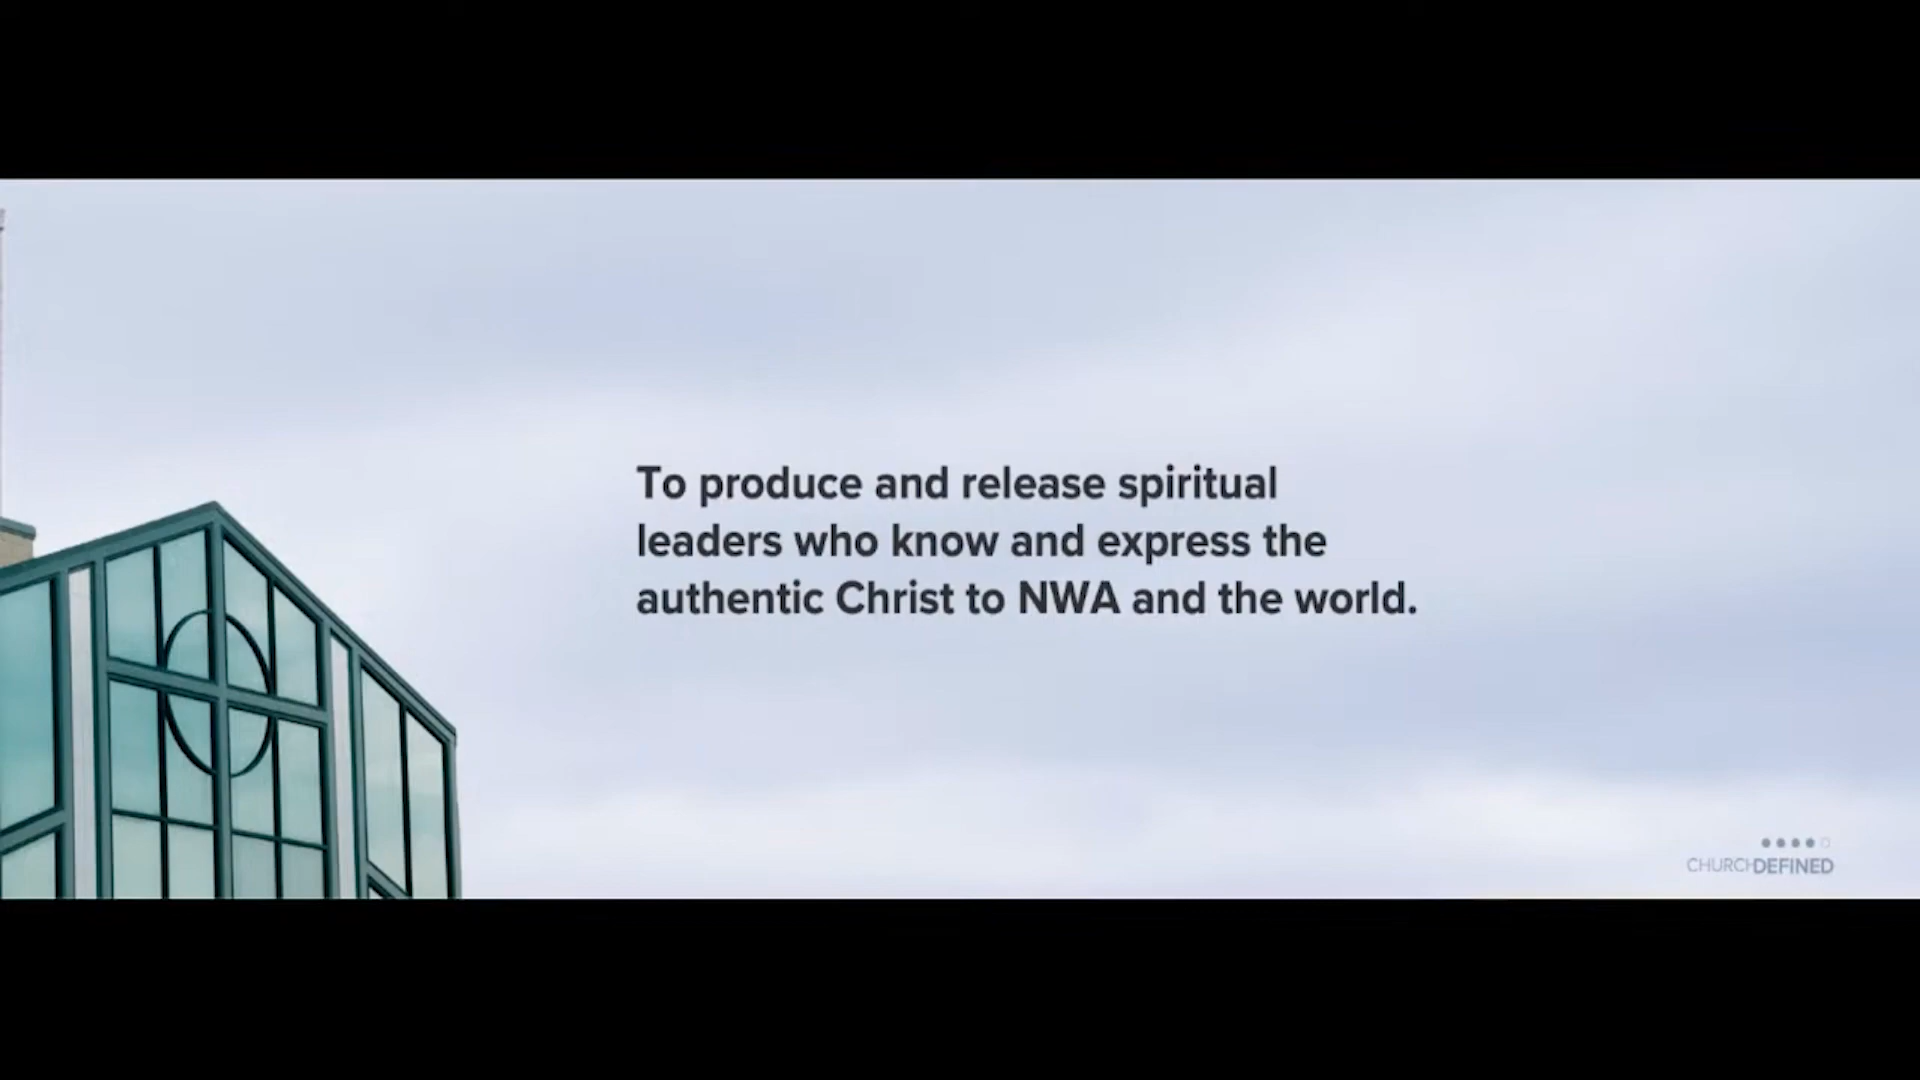 To produce and release spiritual
leaders who know and express the
authentic Christ to NWA and the world.
CHURCHDEFINED